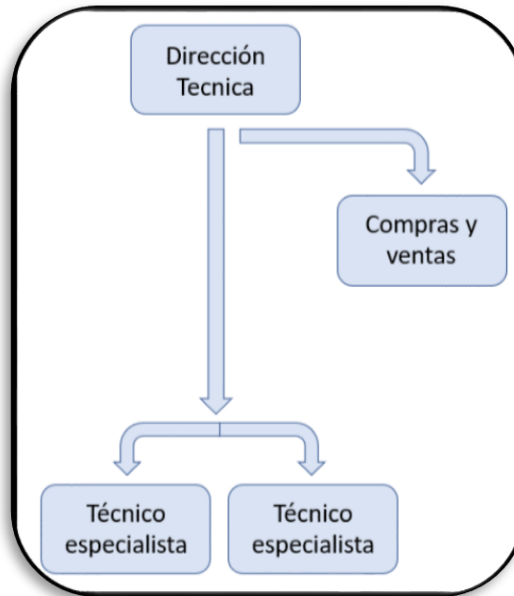 Dirección
Tecnica
Compras y
ventas
Técnico
especialista
Técnico
especialista